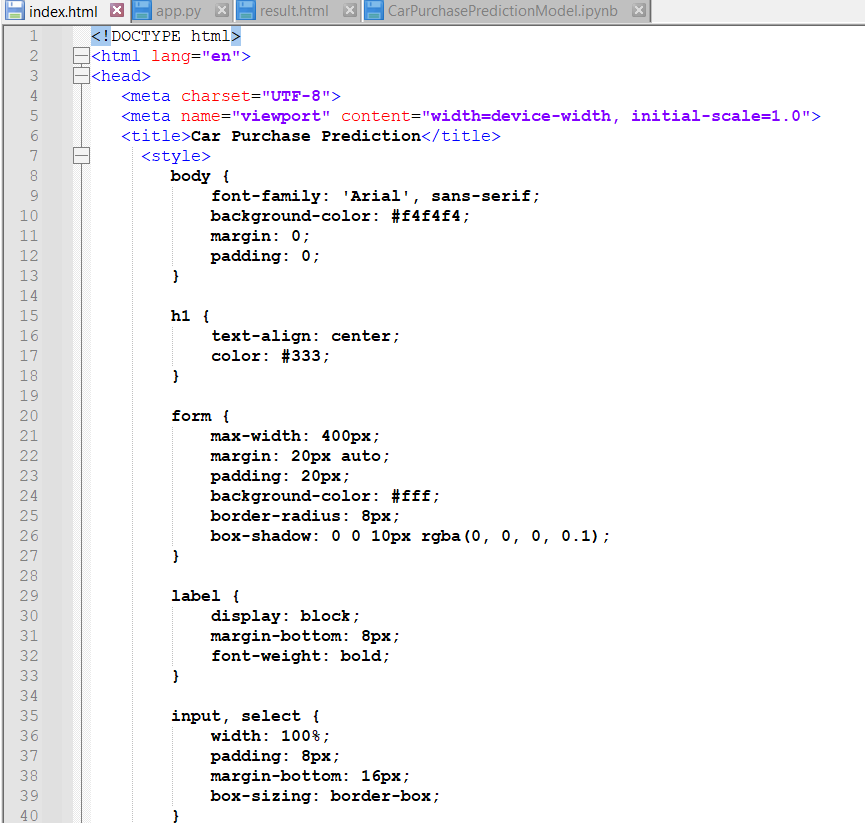 index.html app.py result.html CarPurchasePredictionModel.ipynb
1 <!DOCTYPE html>
2 <html lang="en">
3 <head>
4     <meta charset="UTF-8">
5     <meta name="viewport" content="width=device-width, initial-scale=1.0">
6     <title>Car Purchase Prediction</title>
7       <style>
8         body {
9             font-family: 'Arial', sans-serif;
10             background-color: #f4f4f4;
11             margin: 0;
12             padding: 0;
13         }
14
15         h1 {
16             text-align: center;
17             color: #333;
18         }
19
20         form {
21             max-width: 400px;
22             margin: 20px auto;
23             padding: 20px;
24             background-color: #fff;
25             border-radius: 8px;
26             box-shadow: 0 0 10px rgba(0, 0, 0, 0.1);
27         }
28
29         label {
30             display: block;
31             margin-bottom: 8px;
32             font-weight: bold;
33         }
34
35         input, select {
36             width: 100%;
37             padding: 8px;
38             margin-bottom: 16px;
39             box-sizing: border-box;
40         }